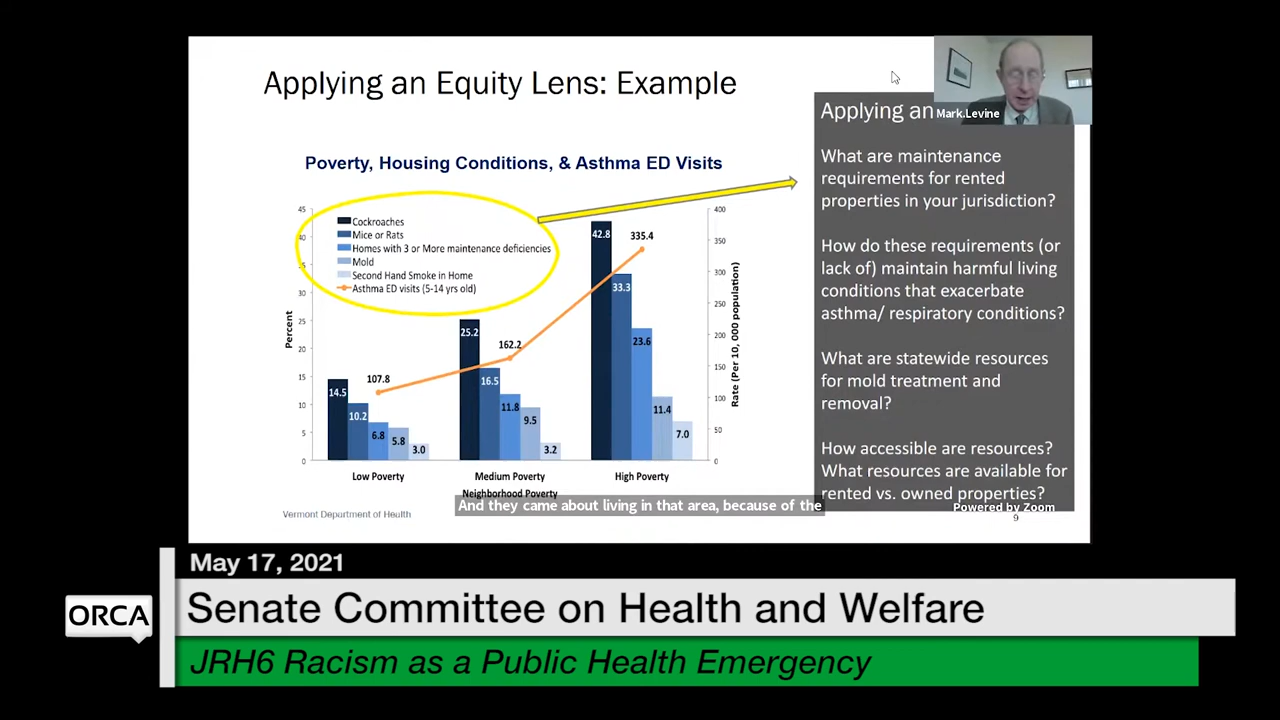 Applying an Equity Lens: Example
Mark.Levine
Applying an
Poverty, Housing Conditions, & Asthma ED Visits
What are maintenance
requirements for rented
properties in your jurisdiction?
How do these requirements (or
lack of) maintain harmful living
conditions that exacerbate
asthma/ respiratory conditions?
What are statewide resources
for mold treatment and
removal?
How accessible are resources?
What resources are available for
rented vs. owned properties?
Percent
45
40
35
30
25
20
15
10
5
0
Cockroaches
Mice or Rats
Homes with 3 or More maintenance deficiencies
Mold
Second Hand Smoke in Home
Asthma ED visits (5-14 yrs old)
14.5
10.2
6.8
5.8
3.0
107.8
25.2
16.5
11.8
9.5
3.2
162.2
42.8
33.3
23.6
11.4
7.0
335.4
400
350
300
250
200
150
100
50
0
Rate (Per 10, 000 population)
Low Poverty
Medium Poverty
High Poverty
Neighborhood Poverty
And they came about living in that area, because of the
Powered by Zoom
Vermont Department of Health
9
May 17, 2021
ORCA
Senate Committee on Health and Welfare
JRH6 Racism as a Public Health Emergency